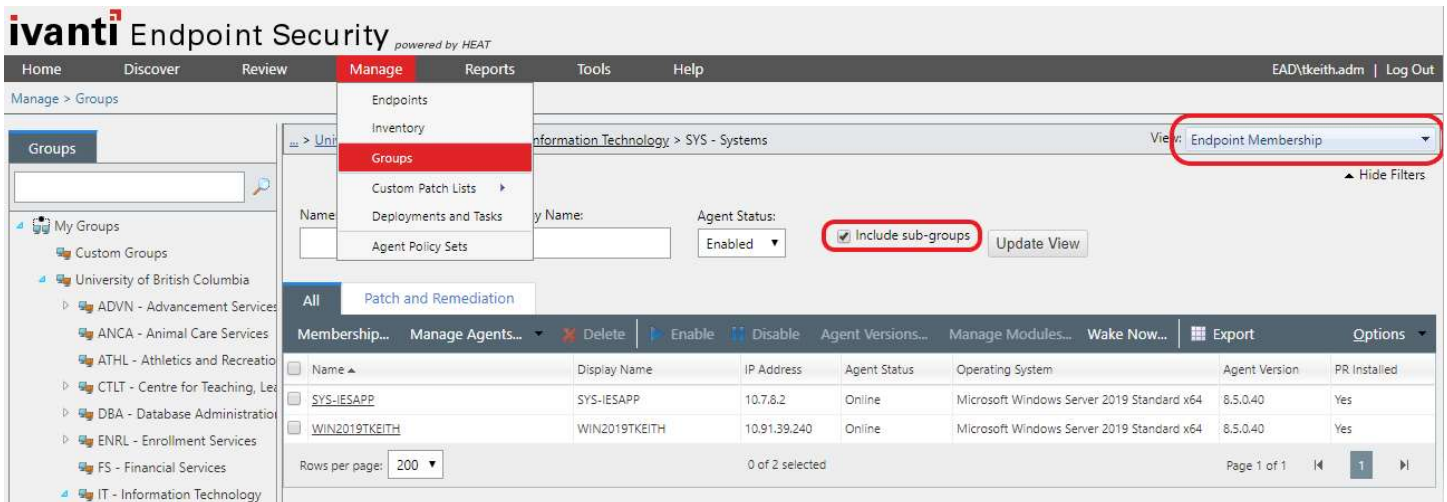 ivanti Endpoint Security powered by HEAT
Home Discover Review Manage Reports Tools Help EAD\tkeith.adm | Log Out
Manage > Groups
Endpoints
Inventory
Groups
Custom Patch Lists
Deployments and Tasks
Agent Policy Sets
Groups
... > Uni nformation Technology > SYS - Systems
View: Endpoint Membership
Hide Filters
My Groups
Custom Groups
University of British Columbia
ADVN - Advancement Services
ANCA - Animal Care Services
ATHL - Athletics and Recreatio
CTLT - Centre for Teaching, Lea
DBA - Database Administration
ENRL - Enrollment Services
FS - Financial Services
IT - Information Technology
Name: y Name: Agent Status:
Enabled Include sub-groups Update View
All Patch and Remediation
Membership... Manage Agents... Delete Enable Disable Agent Versions... Manage Modules... Wake Now... Export Options
Name Display Name IP Address Agent Status Operating System Agent Version PR Installed
SYS-IESAPP SYS-IESAPP 10.7.8.2 Online Microsoft Windows Server 2019 Standard x64 8.5.0.40 Yes
WIN2019TKEITH WIN2019TKEITH 10.91.39.240 Online Microsoft Windows Server 2019 Standard x64 8.5.0.40 Yes
Rows per page: 200 0 of 2 selected Page 1 of 1 1